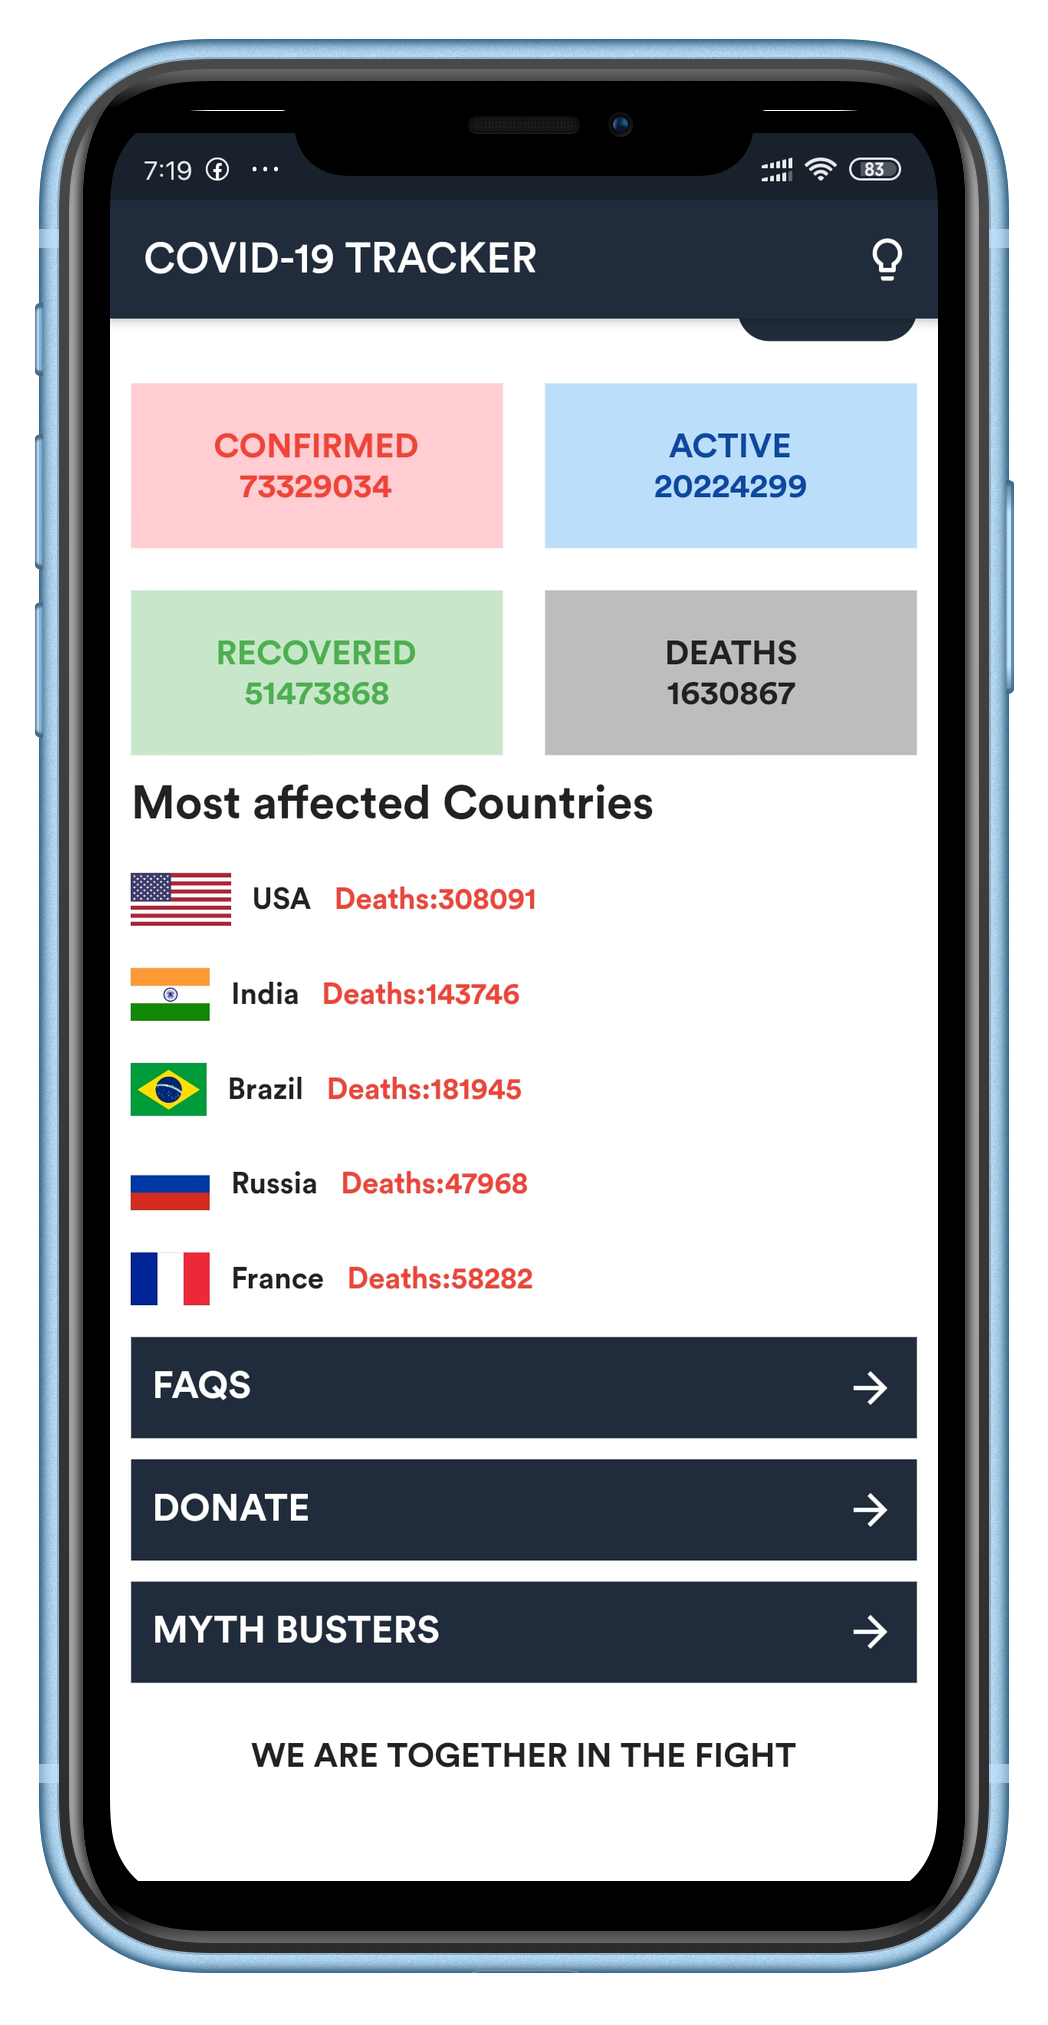 7:19 ... 83
COVID-19 TRACKER
CONFIRMED
73329034
ACTIVE
20224299
RECOVERED
51473868
DEATHS
1630867
Most affected Countries
USA Deaths:308091
India Deaths:143746
Brazil Deaths:181945
Russia Deaths:47968
France Deaths:58282
FAQS
DONATE
MYTH BUSTERS
WE ARE TOGETHER IN THE FIGHT